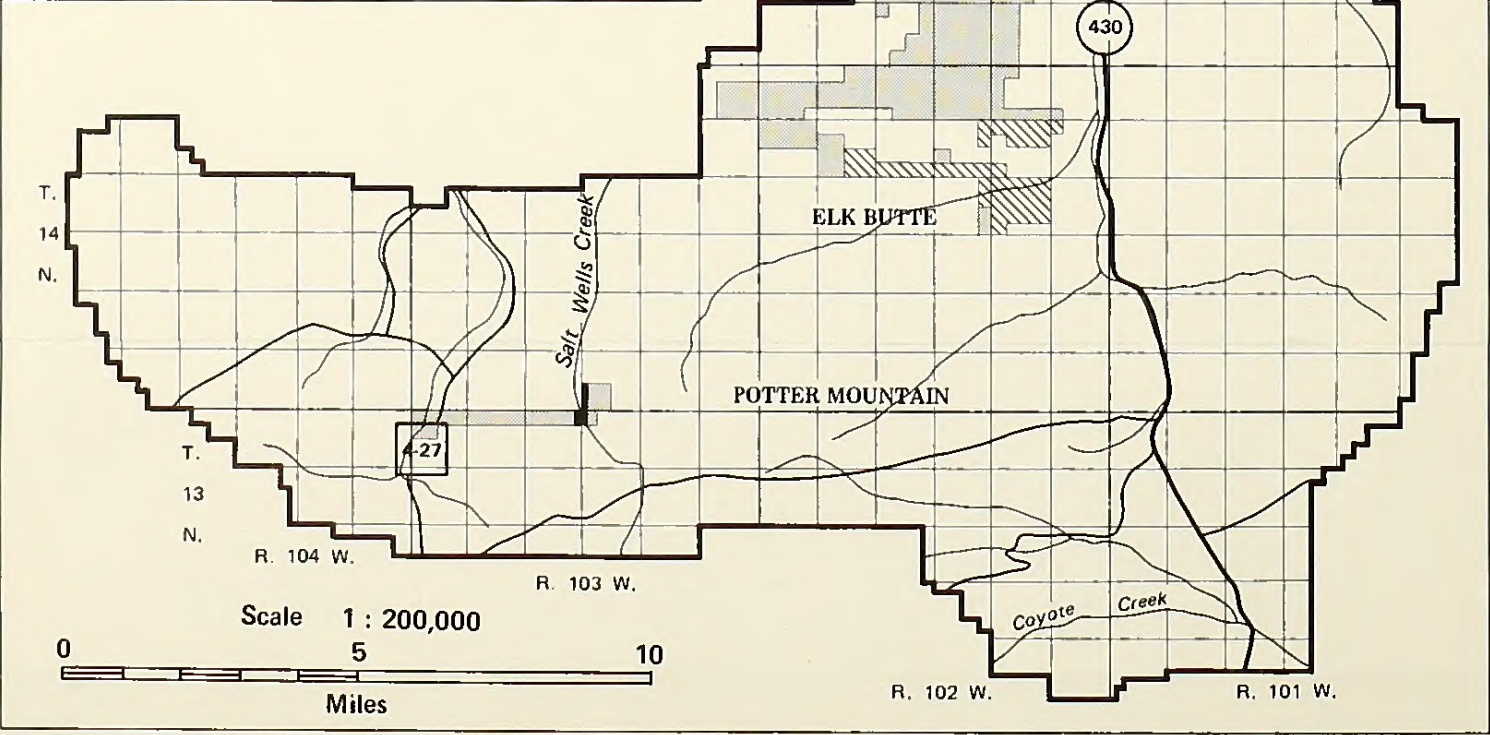 430
T.
14
N.
ELK BUTTE
Salt Wells Creek
POTTER MOUNTAIN
4-27
T.
13
N.
R. 104 W.
R. 103 W.
Coyote Creek
R. 102 W.
R. 101 W.
Scale 1 : 200,000
0 5 10
Miles